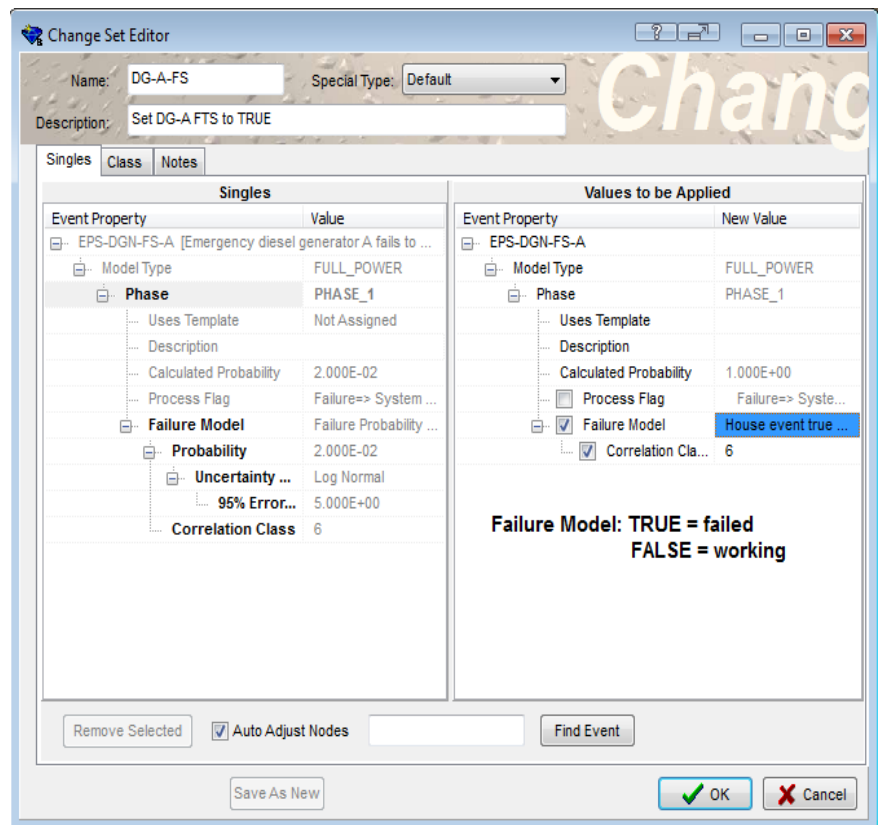 Change Set Editor
Name: DG-A-FS Special Type: Default
Chang
Description: Set DG-A FTS to TRUE
Singles Class Notes
Singles Values to be Applied
Event Property Value Event Property New Value
EPS-DGN-FS-A [Emergency diesel generator A fails to ... EPS-DGN-FS-A
Model Type FULL_POWER Model Type FULL_POWER
Phase PHASE_1 Phase PHASE_1
Uses Template Not Assigned Uses Template
Description Description
Calculated Probability 2.000E-02 Calculated Probability 1.000E+00
Process Flag Failure=> System ... Process Flag Failure=> Syste...
Failure Model Failure Probability ... Failure Model House event true ...
Probability 2.000E-02 Correlation Cla... 6
Uncertainty ... Log Normal
95% Error... 5.000E+00
Correlation Class 6
Failure Model: TRUE = failed
FALSE = working
Remove Selected Auto Adjust Nodes Find Event
Save As New OK Cancel